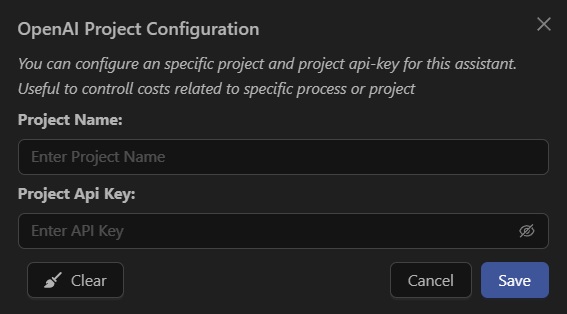 OpenAI Project Configuration
You can configure an specific project and project api-key for this assistant.
Useful to controll costs related to specific process or project
Project Name:
Enter Project Name
Project Api Key:
Enter API Key
Clear
Cancel
Save